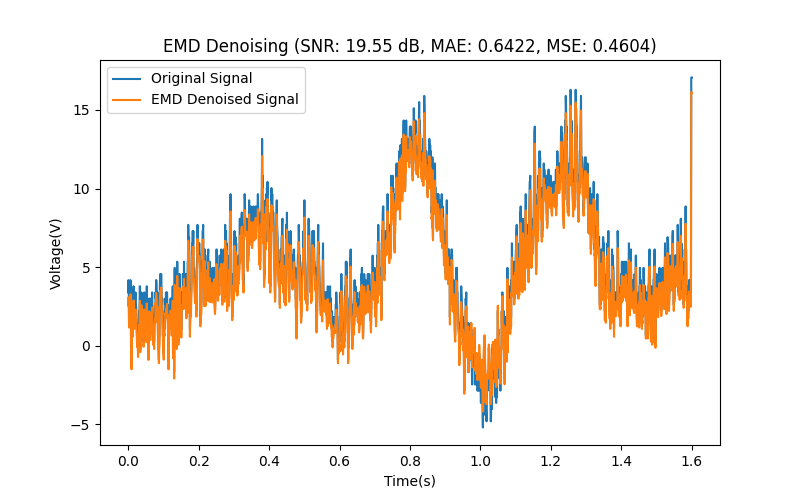 EMD Denoising (SNR: 19.55 dB, MAE: 0.6422, MSE: 0.4604)
Original Signal
EMD Denoised Signal
15
10
5
0
−5
Voltage(V)
0.0 0.2 0.4 0.6 0.8 1.0 1.2 1.4 1.6
Time(s)